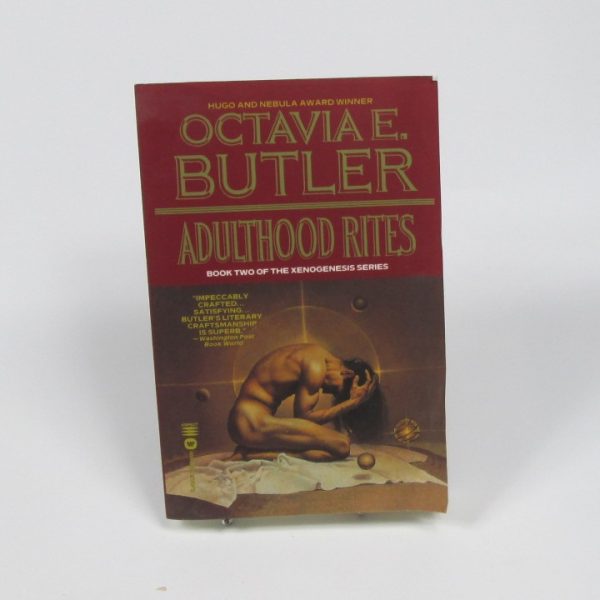 HUGO AND NEBULA AWARD WINNER
OCTAVIA E.
BUTLER
ADULTHOOD RITES
BOOK TWO OF THE XENOGENESIS SERIES
"IMPECCABLY
CRAFTED...
SATISFYING...
BUTLER'S LITERARY
CRAFTSMANSHIP
IS SUPERB."
— Washington Post
Book World